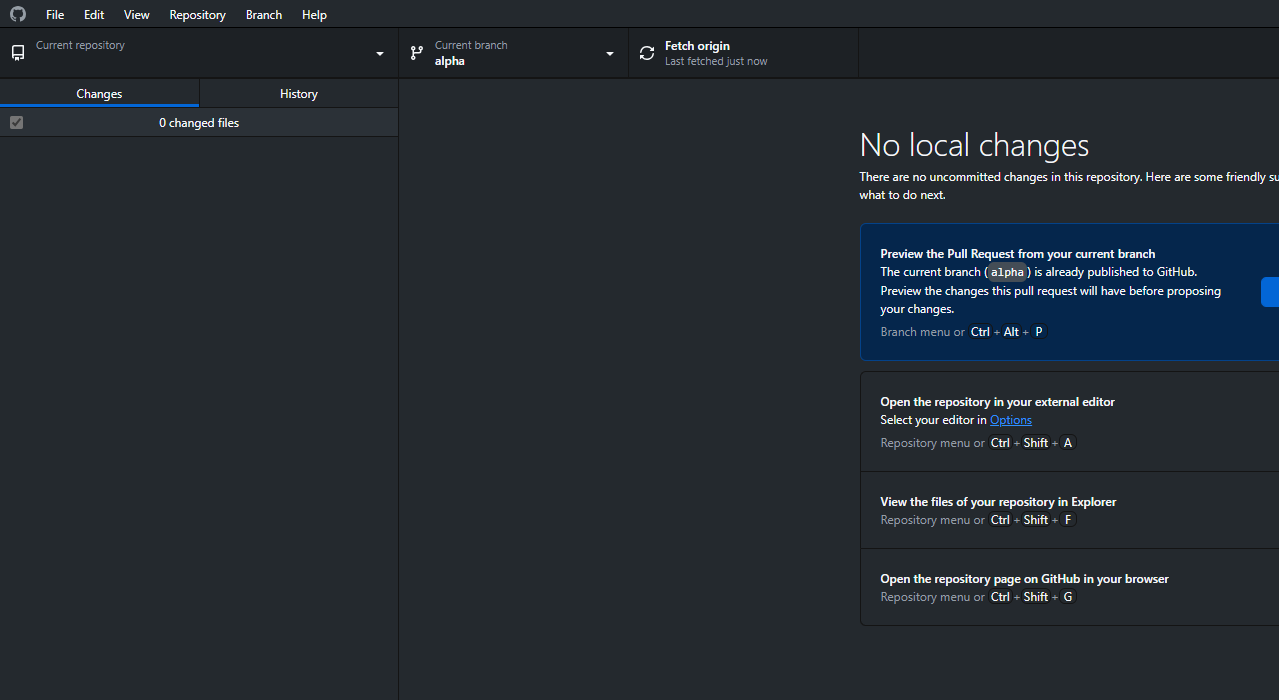 File Edit View Repository Branch Help
Current repository
Current branch
alpha
Fetch origin
Last fetched just now
Changes
History
0 changed files
No local changes
There are no uncommitted changes in this repository. Here are some friendly
what to do next.
Preview the Pull Request from your current branch
The current branch (alpha) is already published to GitHub.
Preview the changes this pull request will have before proposing
your changes.
Branch menu or Ctrl + Alt + P
Open the repository in your external editor
Select your editor in Options
Repository menu or Ctrl + Shift + A
View the files of your repository in Explorer
Repository menu or Ctrl + Shift + F
Open the repository page on GitHub in your browser
Repository menu or Ctrl + Shift + G